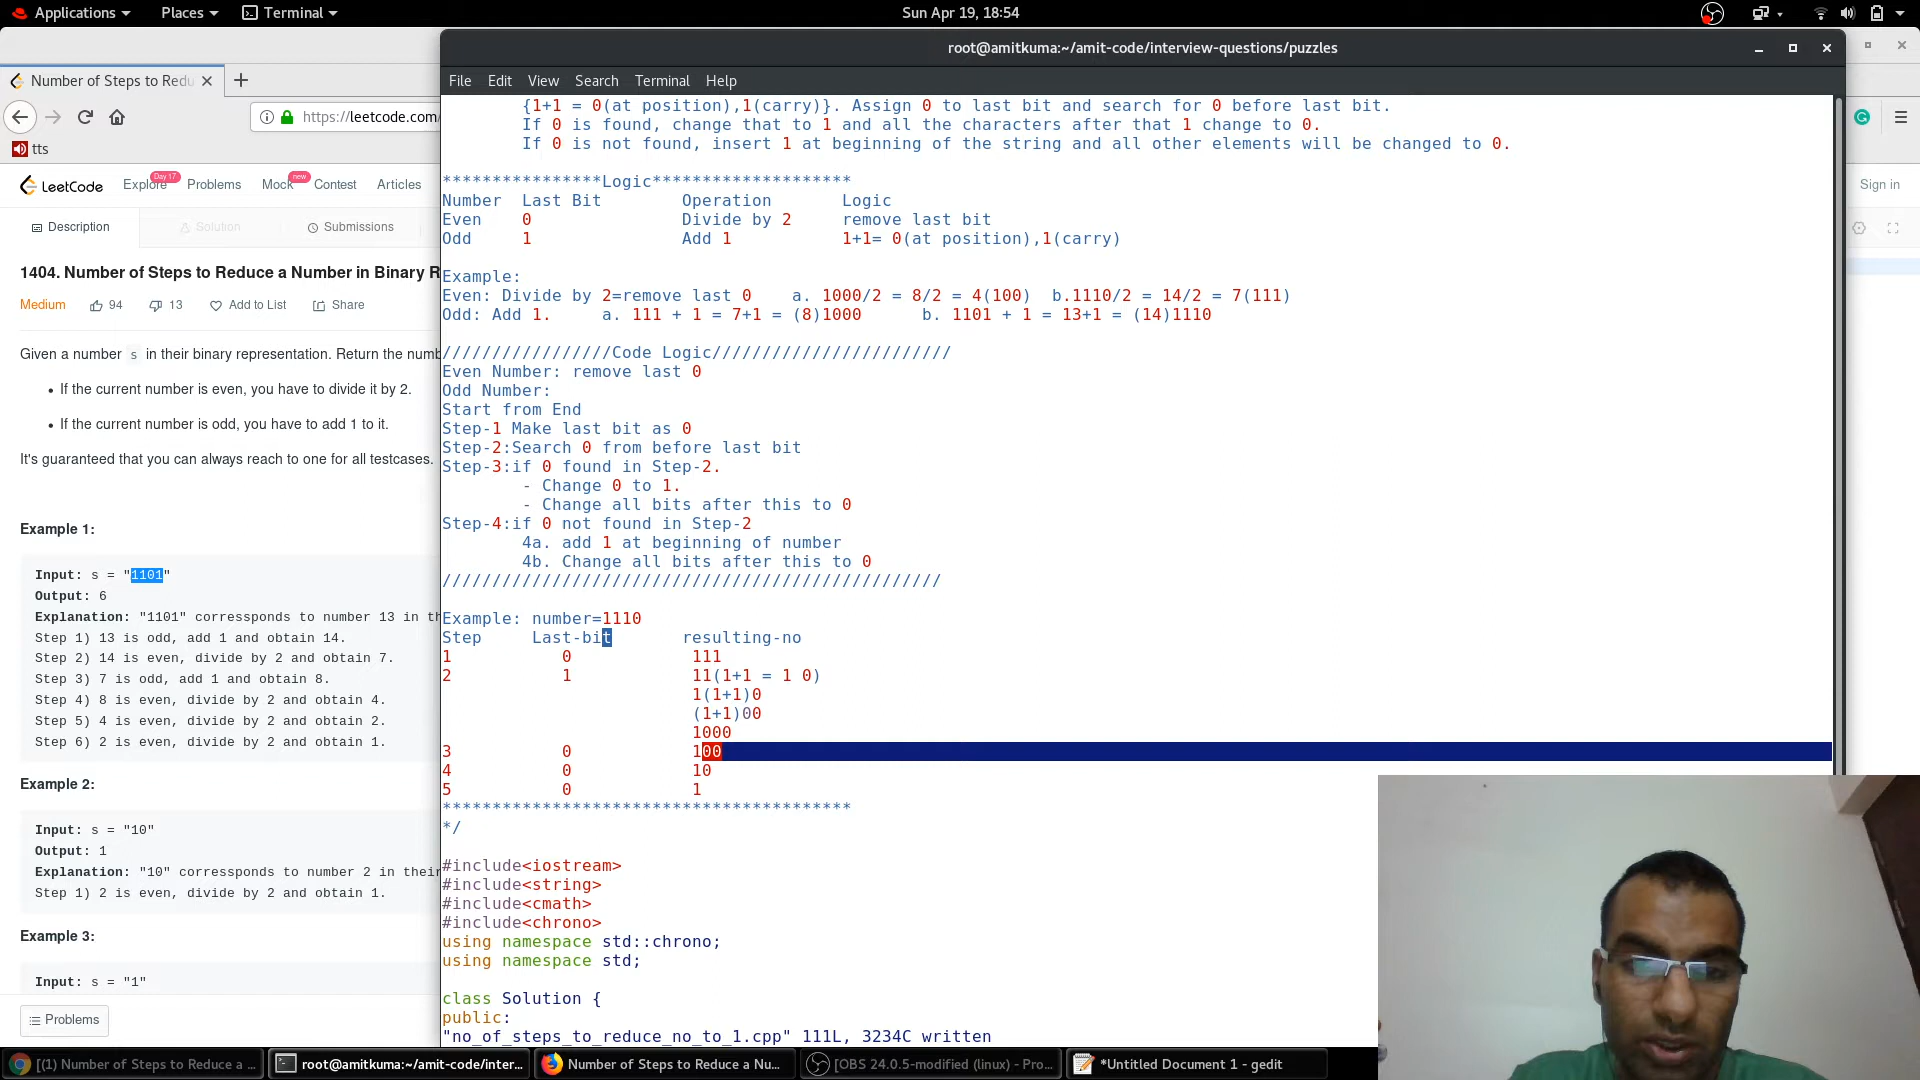 Applications
Places
Terminal
Sun Apr 19, 18:54
root@amitkuma:~/amit-code/interview-questions/puzzles
File Edit View Search Terminal Help
Number of Steps to Redu
https://leetcode.com/
tts
LeetCode
Explore
Day 17
Problems
Mock
new
Contest
Articles
Sign in
Description
Solution
Submissions
1404. Number of Steps to Reduce a Number in Binary R
Medium
94
13
Add to List
Share
Given a number s in their binary representation. Return the numb
• If the current number is even, you have to divide it by 2.
• If the current number is odd, you have to add 1 to it.
It's guaranteed that you can always reach to one for all testcases.
Example 1:
Input: s = "1101"
Output: 6
Explanation: "1101" corressponds to number 13 in th
Step 1) 13 is odd, add 1 and obtain 14.
Step 2) 14 is even, divide by 2 and obtain 7.
Step 3) 7 is odd, add 1 and obtain 8.
Step 4) 8 is even, divide by 2 and obtain 4.
Step 5) 4 is even, divide by 2 and obtain 2.
Step 6) 2 is even, divide by 2 and obtain 1.
Example 2:
Input: s = "10"
Output: 1
Explanation: "10" corressponds to number 2 in their
Step 1) 2 is even, divide by 2 and obtain 1.
Example 3:
Input: s = "1"
Problems
{1+1 = 0(at position),1(carry)}. Assign 0 to last bit and search for 0 before last bit.
If 0 is found, change that to 1 and all the characters after that 1 change to 0.
If 0 is not found, insert 1 at beginning of the string and all other elements will be changed to 0.
****************Logic********************
Number Last Bit Operation Logic
Even 0 Divide by 2 remove last bit
Odd 1 Add 1 1+1= 0(at position),1(carry)
Example:
Even: Divide by 2=remove last 0 a. 1000/2 = 8/2 = 4(100) b.1110/2 = 14/2 = 7(111)
Odd: Add 1. a. 111 + 1 = 7+1 = (8)1000 b. 1101 + 1 = 13+1 = (14)1110
/////////////////Code Logic////////////////////////
Even Number: remove last 0
Odd Number:
Start from End
Step-1 Make last bit as 0
Step-2:Search 0 from before last bit
Step-3:if 0 found in Step-2.
- Change 0 to 1.
- Change all bits after this to 0
Step-4:if 0 not found in Step-2
4a. add 1 at beginning of number
4b. Change all bits after this to 0
//////////////////////////////////////////////////
Example: number=1110
Step Last-bit resulting-no
1 0 111
2 1 11(1+1 = 1 0)
1(1+1)0
(1+1)00
1000
3 0 100
4 0 10
5 0 1
*****************************************
*/
#include<iostream>
#include<string>
#include<cmath>
#include<chrono>
using namespace std::chrono;
using namespace std;
class Solution {
public:
"no_of_steps_to_reduce_no_to_1.cpp" 111L, 3234C written
[(1) Number of Steps to Reduce a ...
root@amitkuma:~/amit-code/inter...
Number of Steps to Reduce a Nu...
[OBS 24.0.5-modified (linux) - Pro...
*Untitled Document 1 - gedit